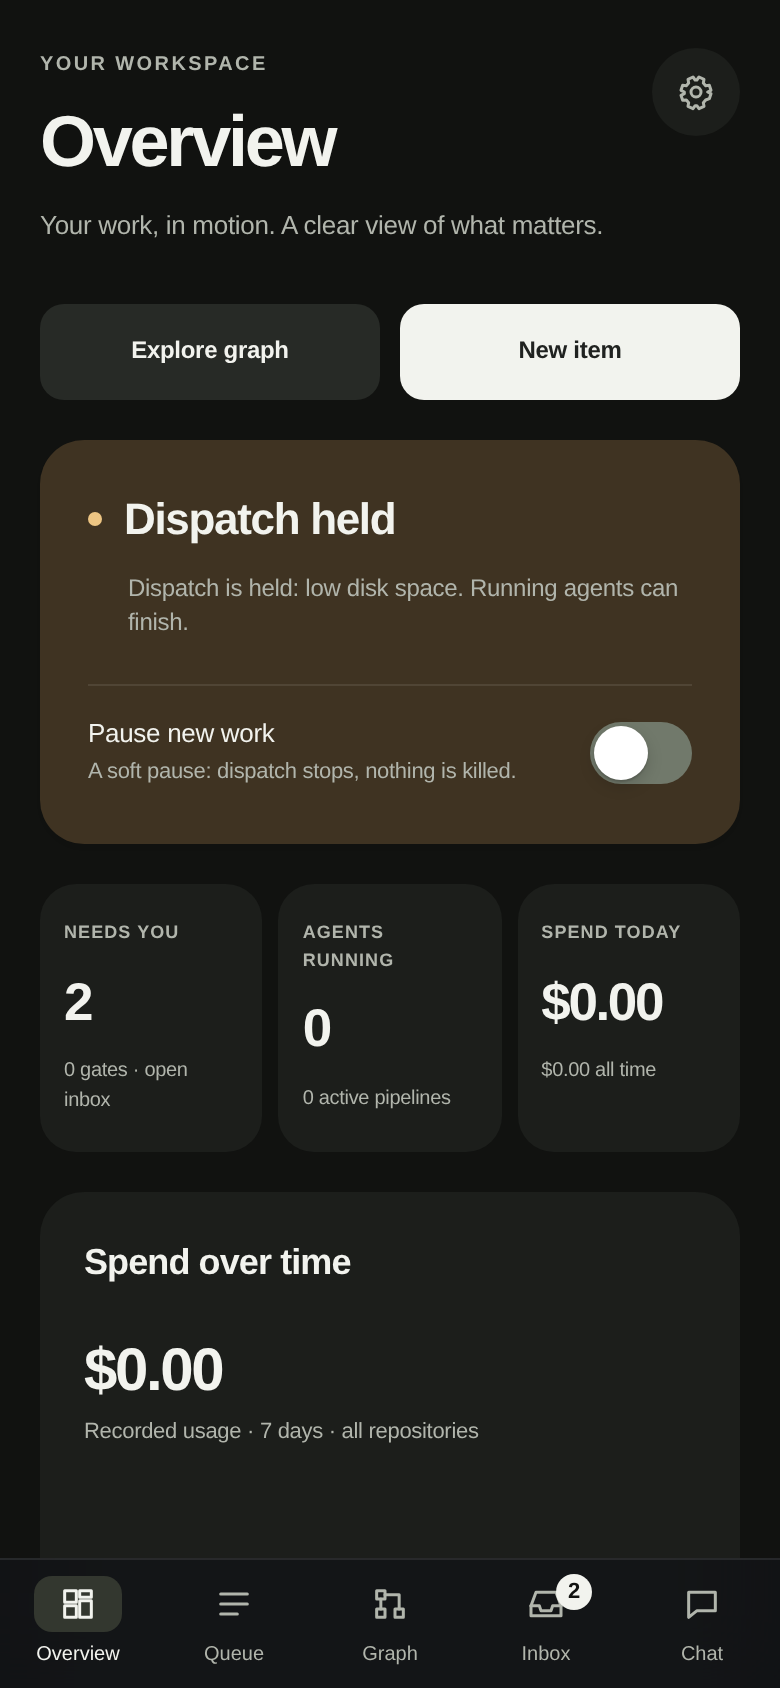 YOUR WORKSPACE
Overview
Your work, in motion. A clear view of what matters.
Explore graph
New item
Dispatch held
Dispatch is held: low disk space. Running agents can
finish.
Pause new work
A soft pause: dispatch stops, nothing is killed.
NEEDS YOU
2
0 gates · open
inbox
AGENTS
RUNNING
0
0 active pipelines
SPEND TODAY
$0.00
$0.00 all time
Spend over time
$0.00
Recorded usage · 7 days · all repositories
2
Overview
Queue
Graph
Inbox
Chat